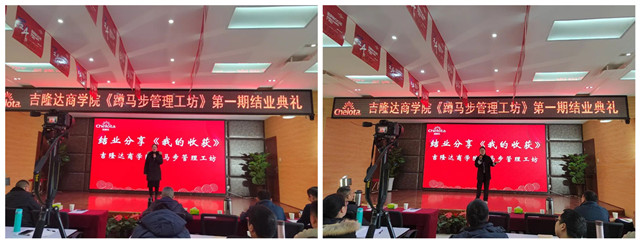 吉隆达商学院《蹲马步管理工坊》第一期结业典礼
Chelota
Chelota
结业分享《我的收获》
吉隆达商学 马步管理工坊
吉隆达商学院《蹲马步管理工坊》第一期结业典礼
Chelota
Chelota
结业分享《我的收获》
吉隆达商学院 马步管理工坊